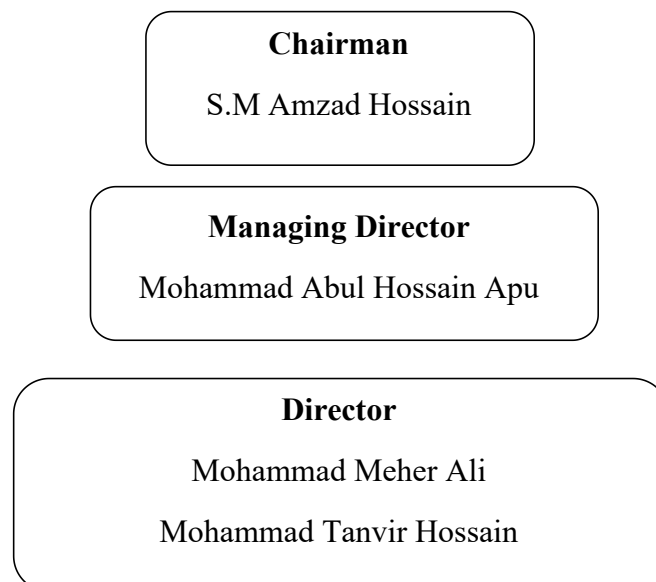 Chairman
S.M Amzad Hossain
Managing Director
Mohammad Abul Hossain Apu
Director
Mohammad Meher Ali
Mohammad Tanvir Hossain